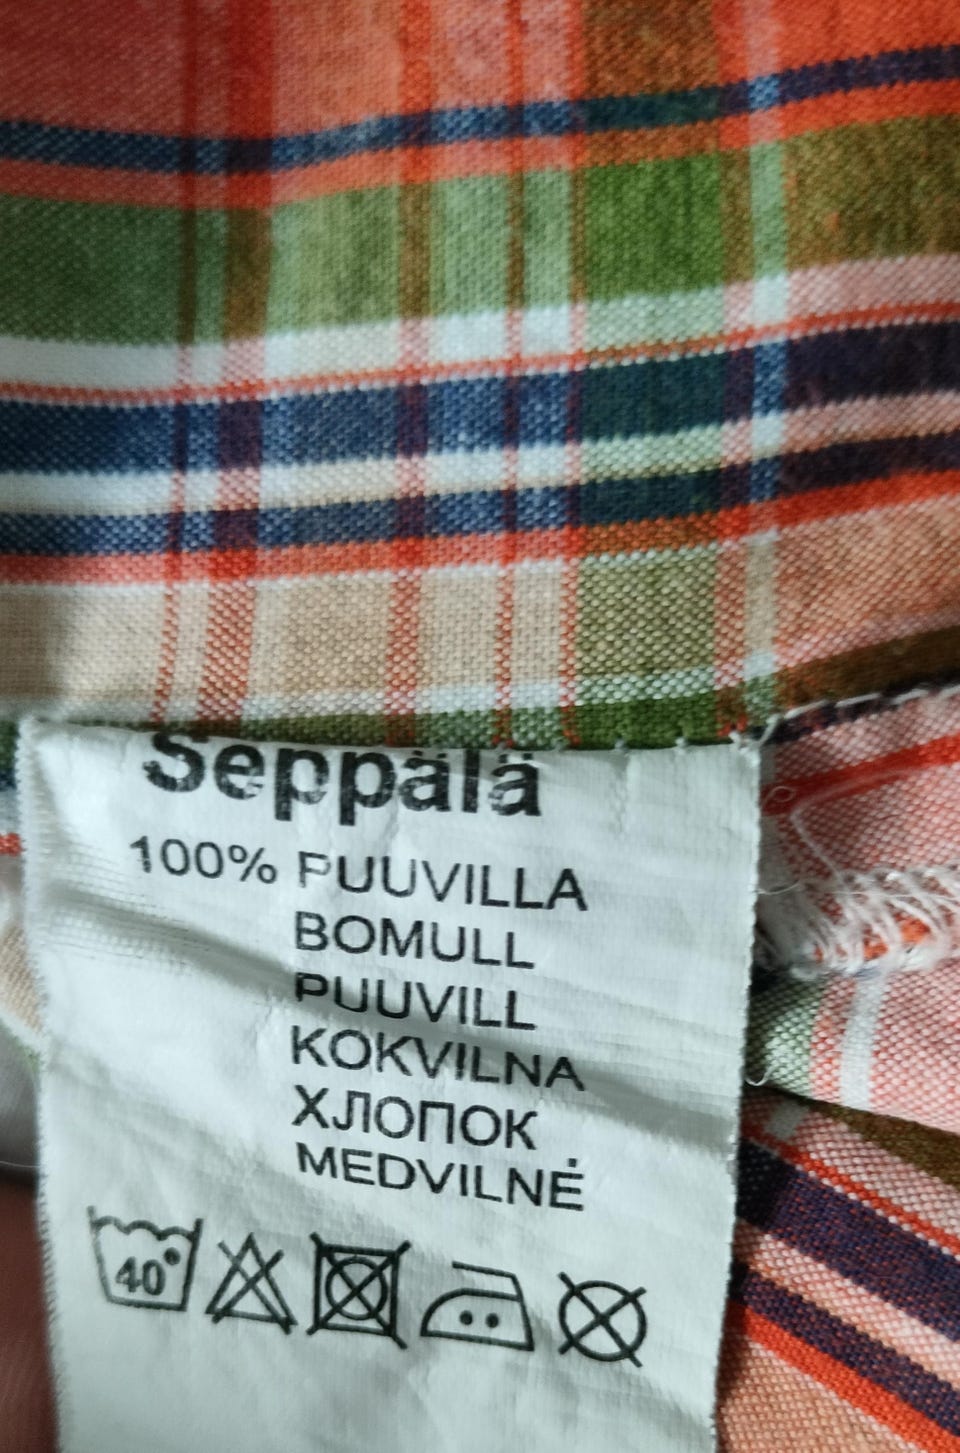 Seppälä
100% PUUVILLA
BOMULL
PUUVILL
KOKVILNA
ХЛОПОК
MEDVILNĖ
40°